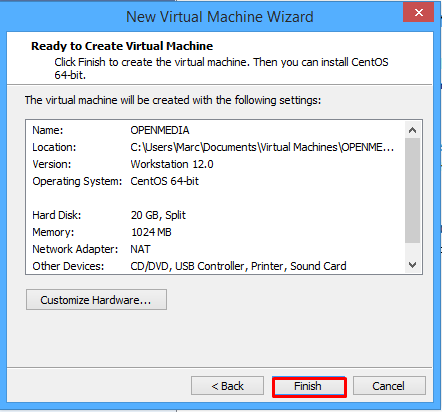 New Virtual Machine Wizard
Ready to Create Virtual Machine
Click Finish to create the virtual machine. Then you can install CentOS
64-bit.
The virtual machine will be created with the following settings:
Name: OPENMEDIA
Location: C:\Users\Marc\Documents\Virtual Machines\OPENME...
Version: Workstation 12.0
Operating System: CentOS 64-bit
Hard Disk: 20 GB, Split
Memory: 1024 MB
Network Adapter: NAT
Other Devices: CD/DVD, USB Controller, Printer, Sound Card
Customize Hardware...
< Back Finish Cancel